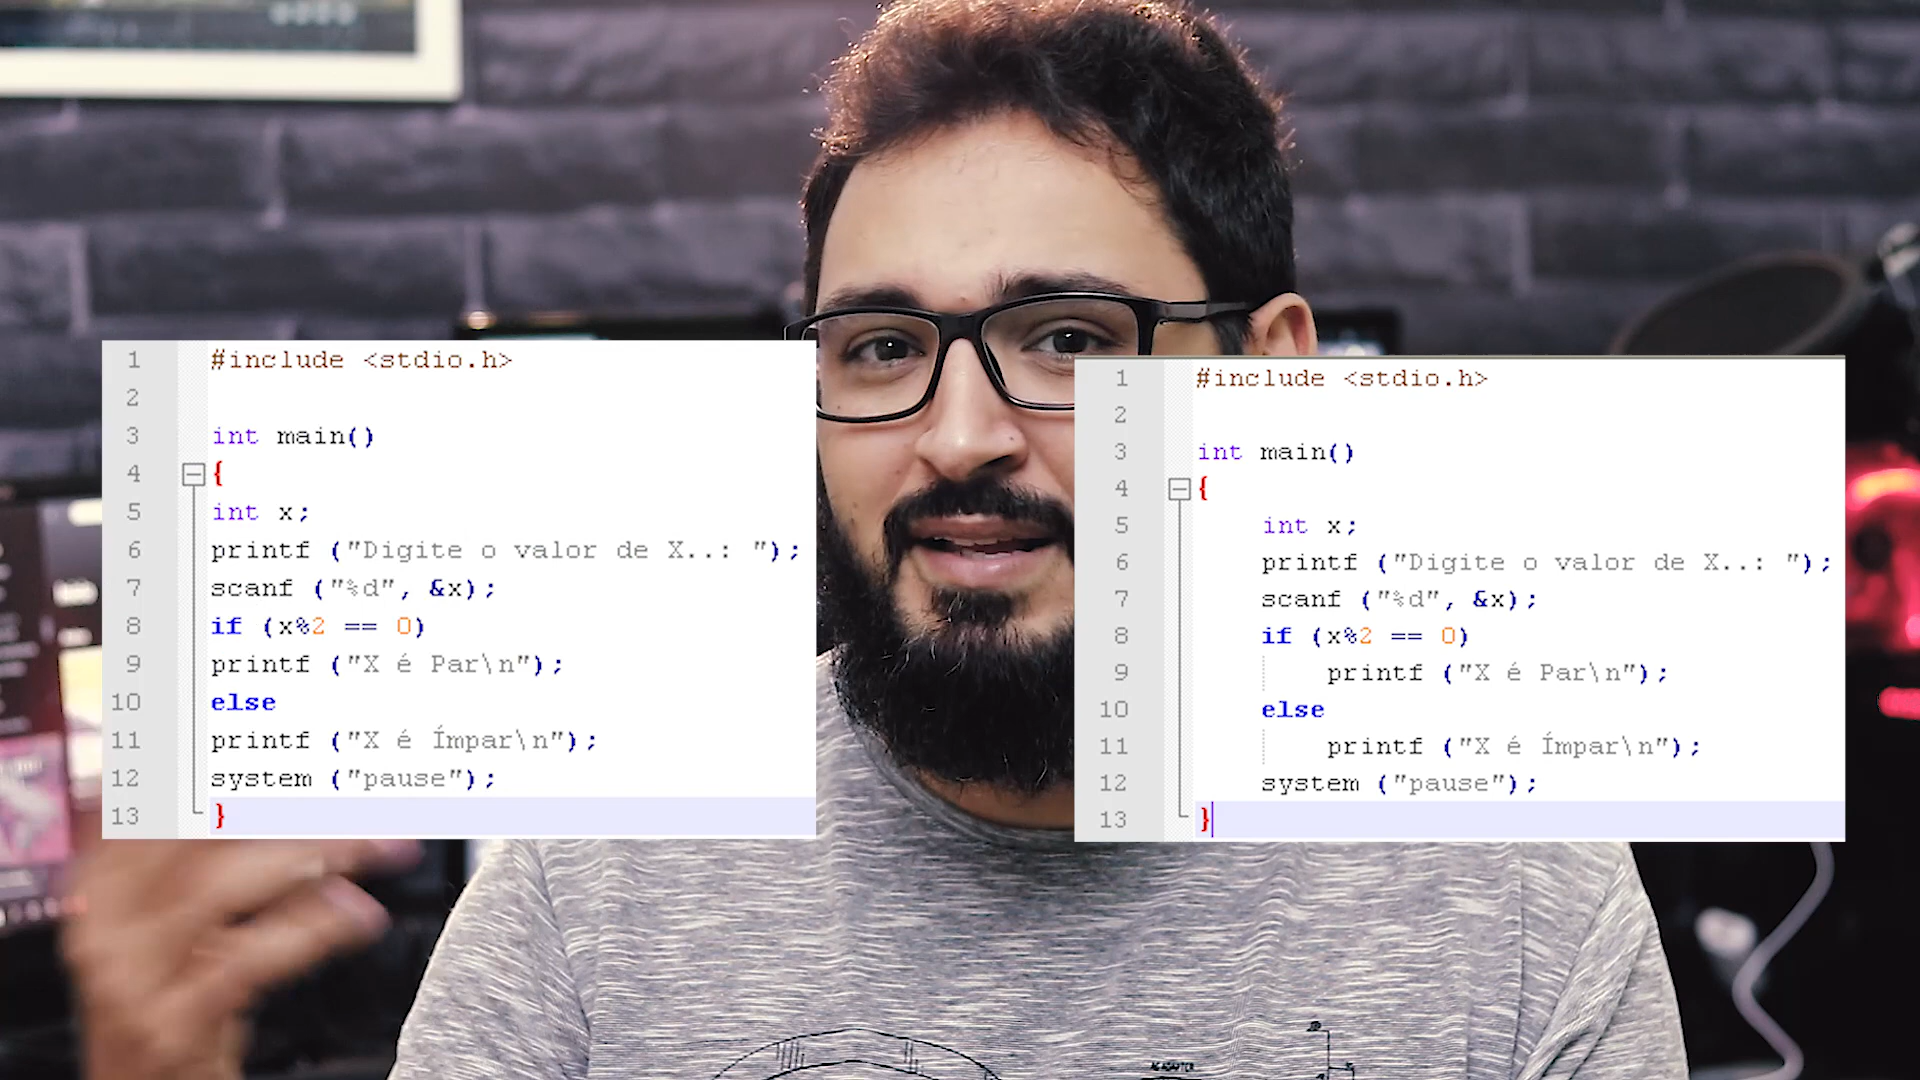 1 #include <stdio.h>
2
3 int main()
4 {
5 int x;
6 printf ("Digite o valor de X..: ");
7 scanf ("%d", &x);
8 if (x%2 == 0)
9 printf ("X é Par\n");
10 else
11 printf ("X é Ímpar\n");
12 system ("pause");
13 }
1 #include <stdio.h>
2
3 int main()
4 {
5 int x;
6 printf ("Digite o valor de X..: ");
7 scanf ("%d", &x);
8 if (x%2 == 0)
9 printf ("X é Par\n");
10 else
11 printf ("X é Ímpar\n");
12 system ("pause");
13 }
AC ADAPTER